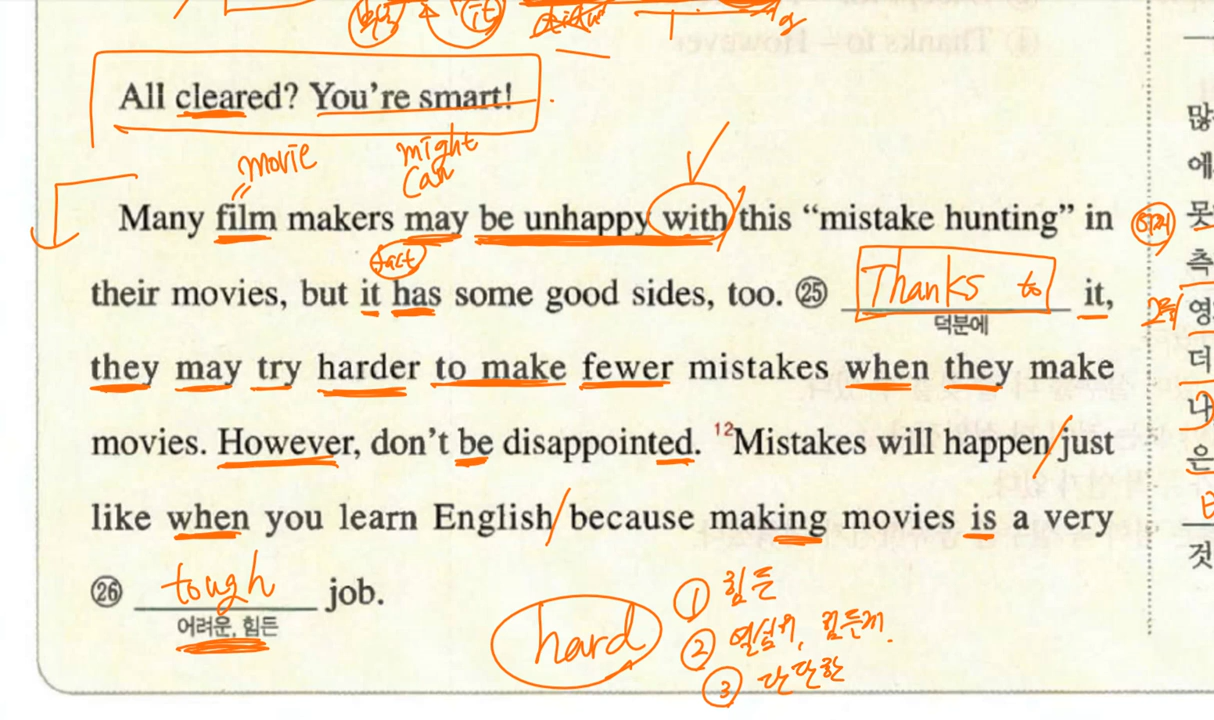 (4) Thanks to – However
All cleared? You're smart!
movie
might
can
Many film makers may be unhappy with this “mistake hunting” in
fact
their movies, but it has some good sides, too. ㉕ Thanks to it,
덕분에
they may try harder to make fewer mistakes when they make
movies. However, don't be disappointed. 12Mistakes will happen/just
like when you learn English/because making movies is a very
㉖ tough job.
어려운, 힘든
hard
① 힘든
② 열심히, 힘들게.
③ 단단한
많
에
못
측
영
더
나
은
것